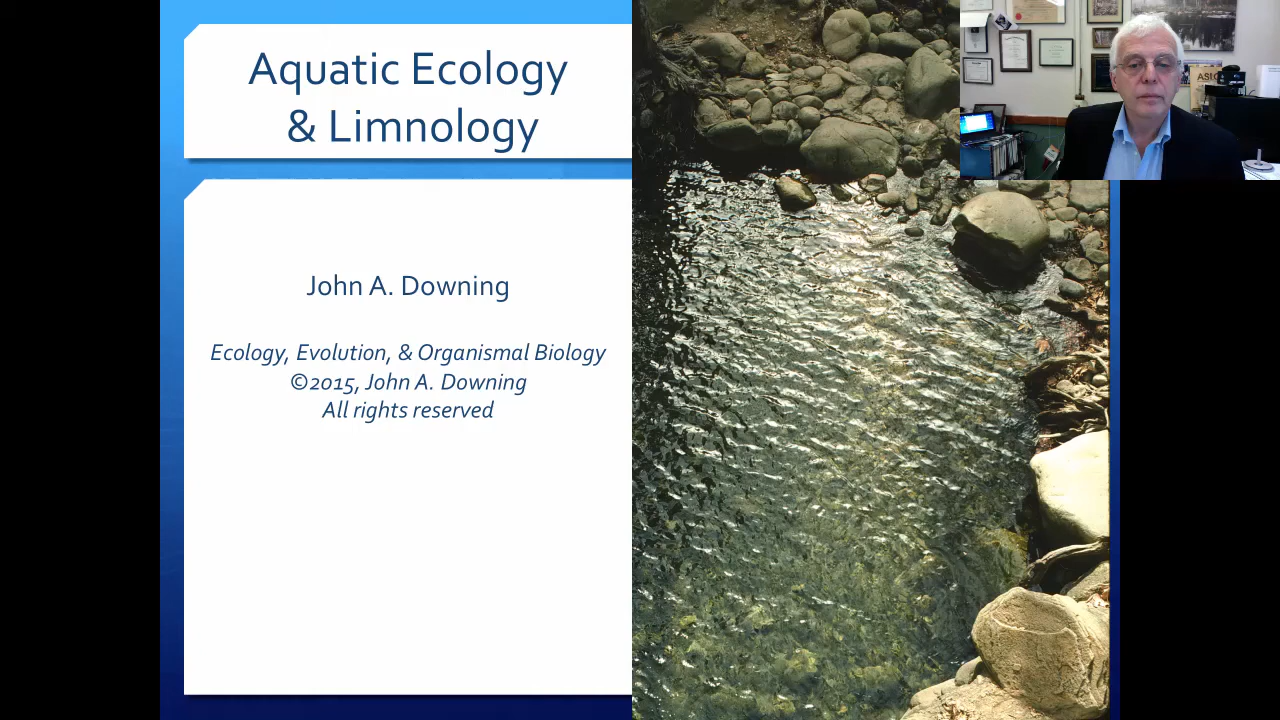 Aquatic Ecology
& Limnology
John A. Downing
Ecology, Evolution, & Organismal Biology
©2015, John A. Downing
All rights reserved